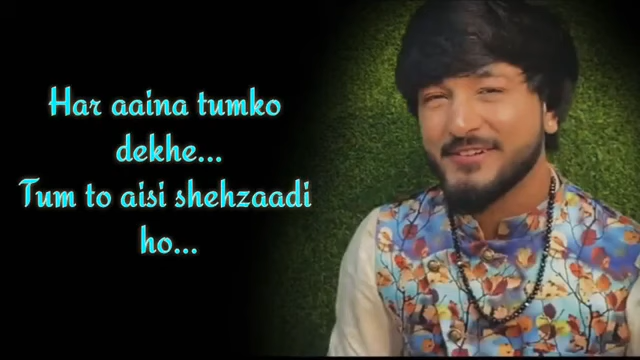 Har aaina tumko
dekhe...
Tum to aisi shehzaadi
ho...